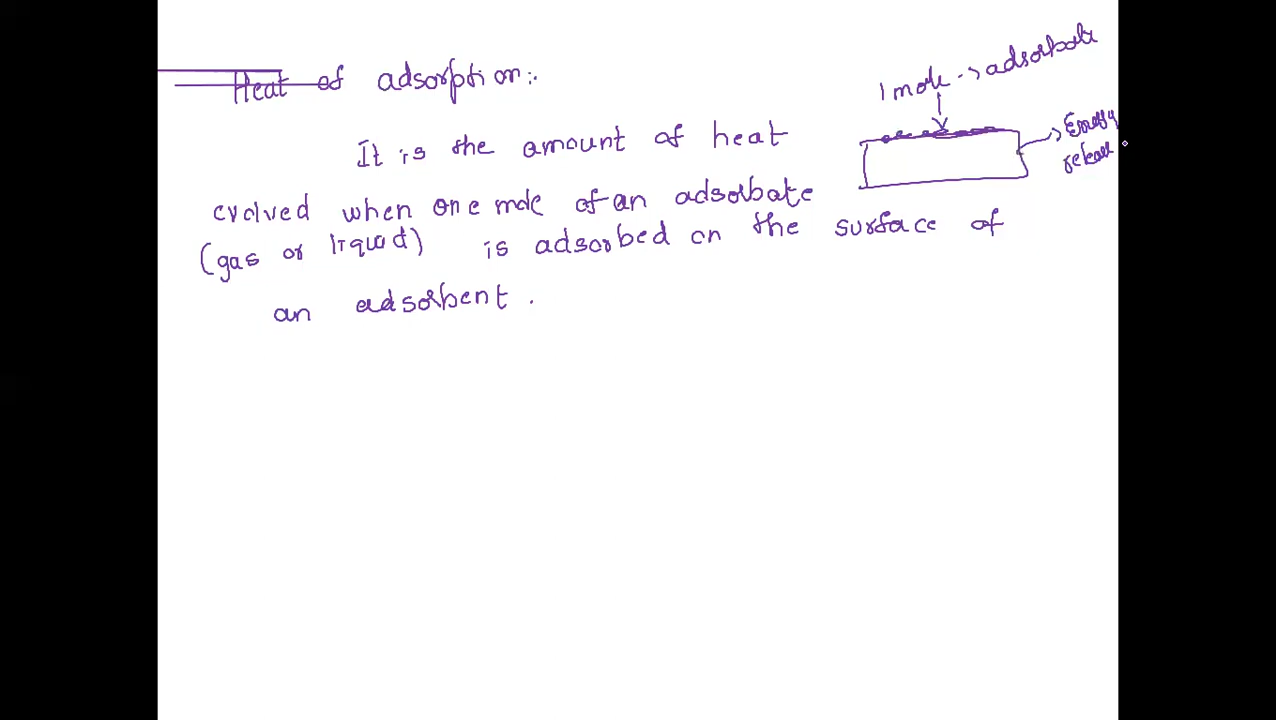 Heat of adsorption:.
1 mole -> adsorbate
It is the amount of heat
Energy
release
evolved when one mole of an adsorbate
(gas or liquid) is adsorbed on the surface of
an adsorbent.